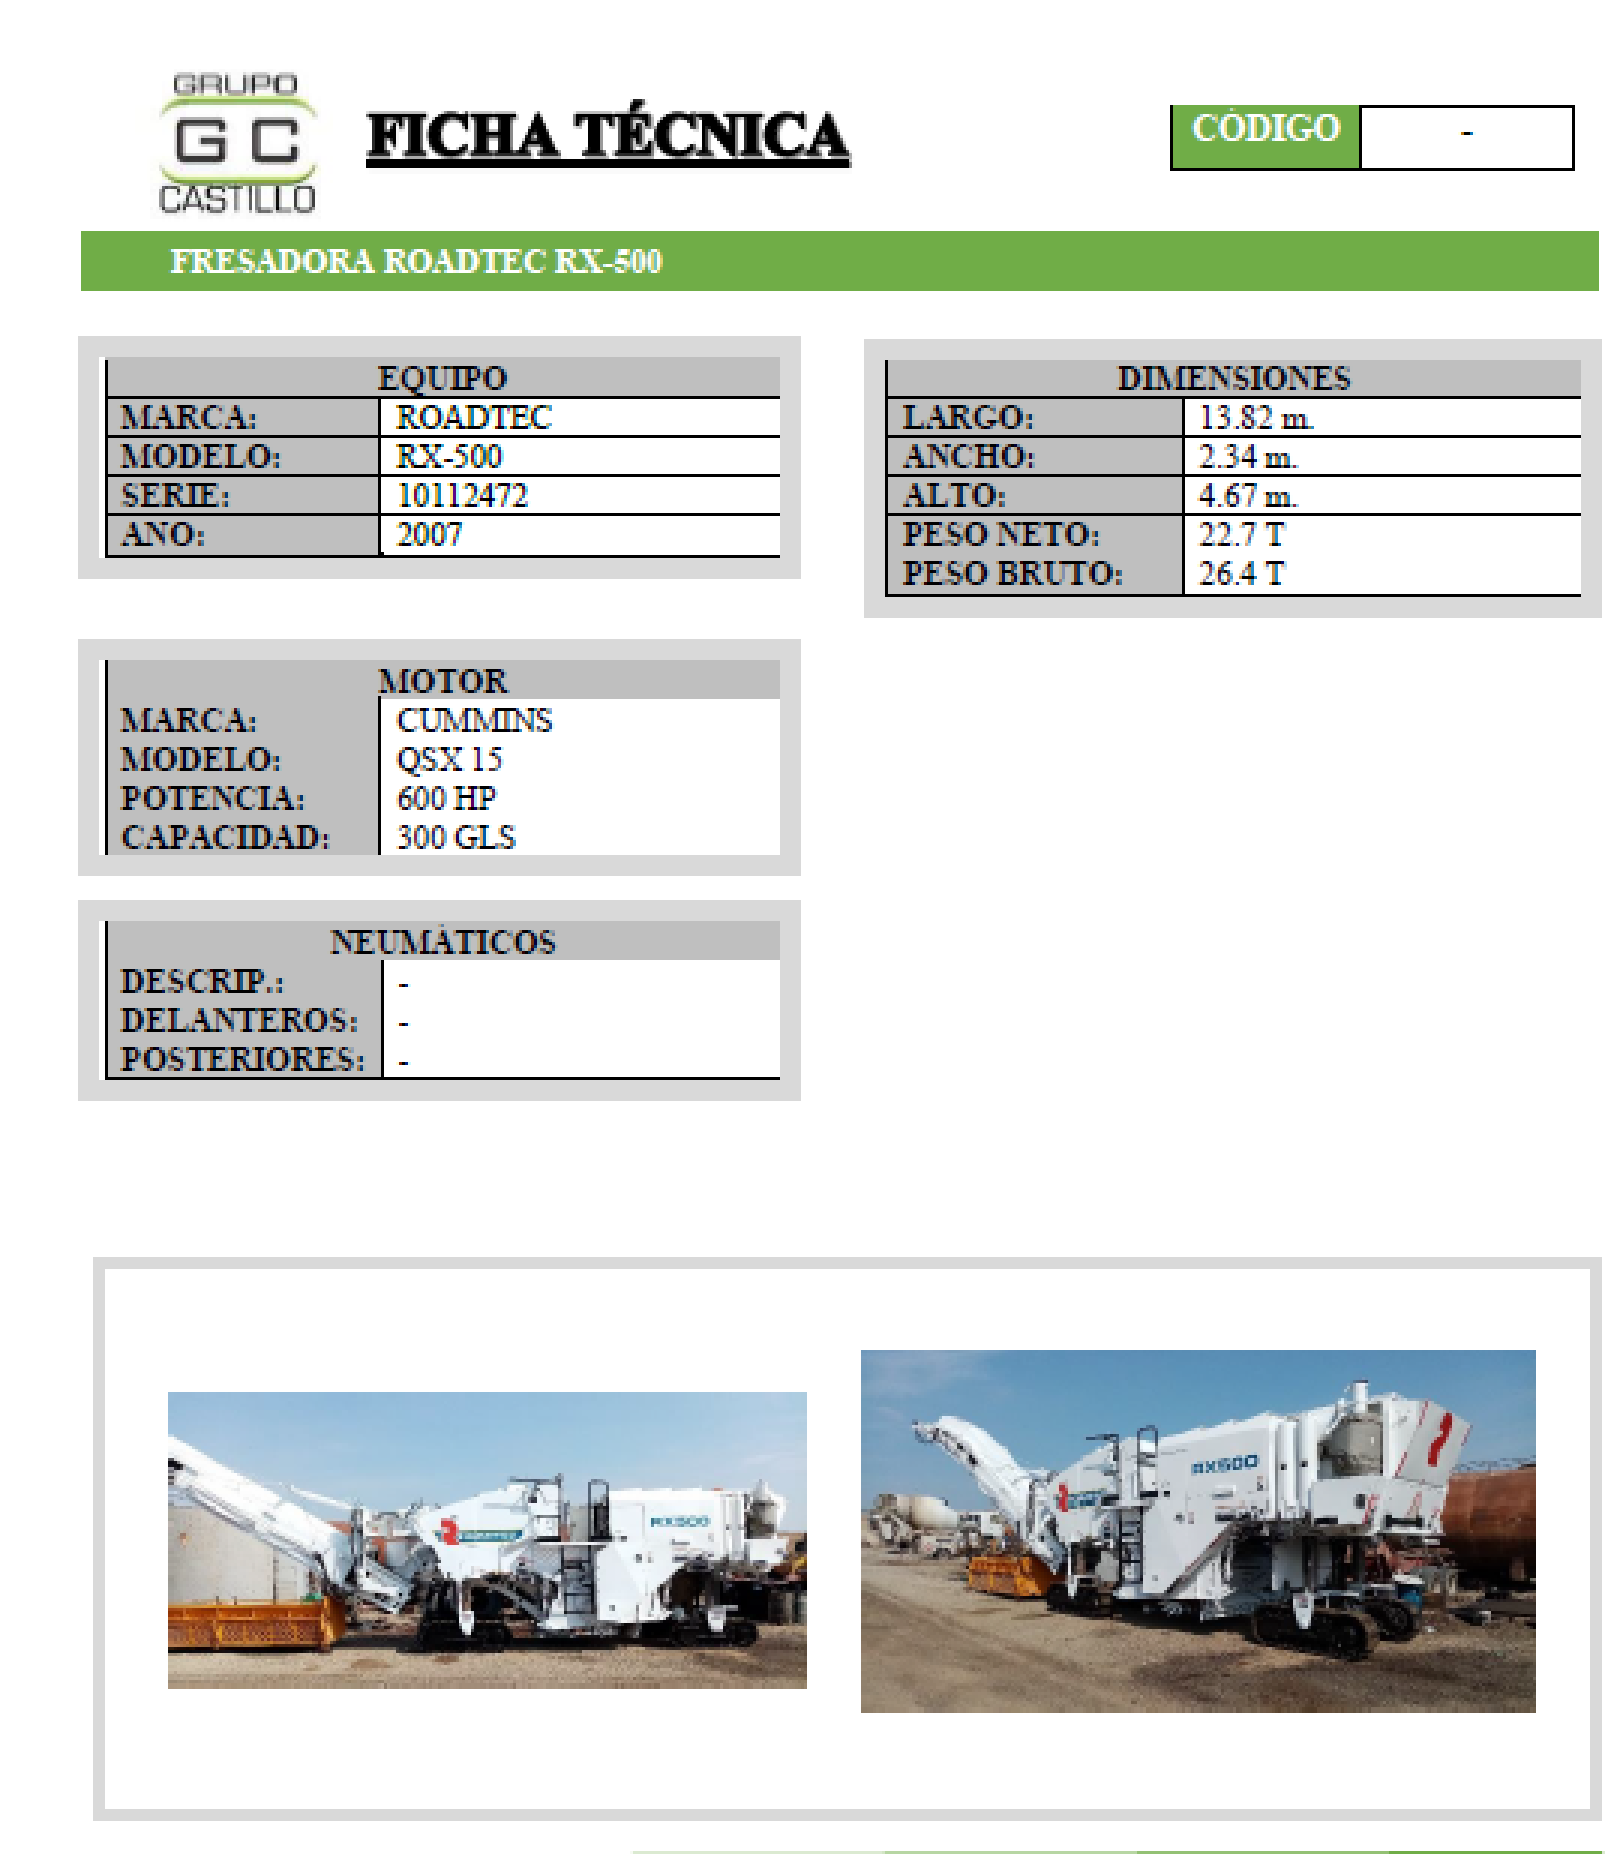 GRUPO
GC
CASTILLO
FICHA TÉCNICA
CÓDIGO -
FRESADORA ROADTEC RX-500
EQUIPO
MARCA: ROADTEC
MODELO: RX-500
SERIE: 10112472
ANO: 2007
DIMENSIONES
LARGO: 13.82 m.
ANCHO: 2.34 m.
ALTO: 4.67 m.
PESO NETO: 22.7 T
PESO BRUTO: 26.4 T
MOTOR
MARCA: CUMMINS
MODELO: QSX 15
POTENCIA: 600 HP
CAPACIDAD: 300 GLS
NEUMÁTICOS
DESCRIP.: -
DELANTEROS: -
POSTERIORES: -
RX500
RX500